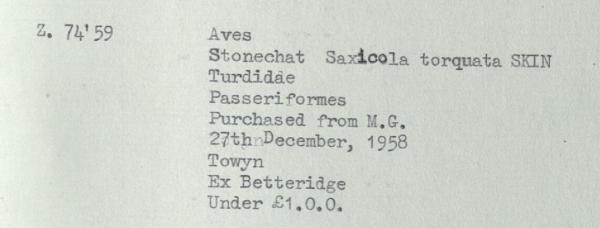 Z. 74'59 Aves
Stonechat Saxicola torquata SKIN
Turdidae
Passeriformes
Purchased from M.G.
27th December, 1958
Towyn
Ex Betteridge
Under £1.0.0.